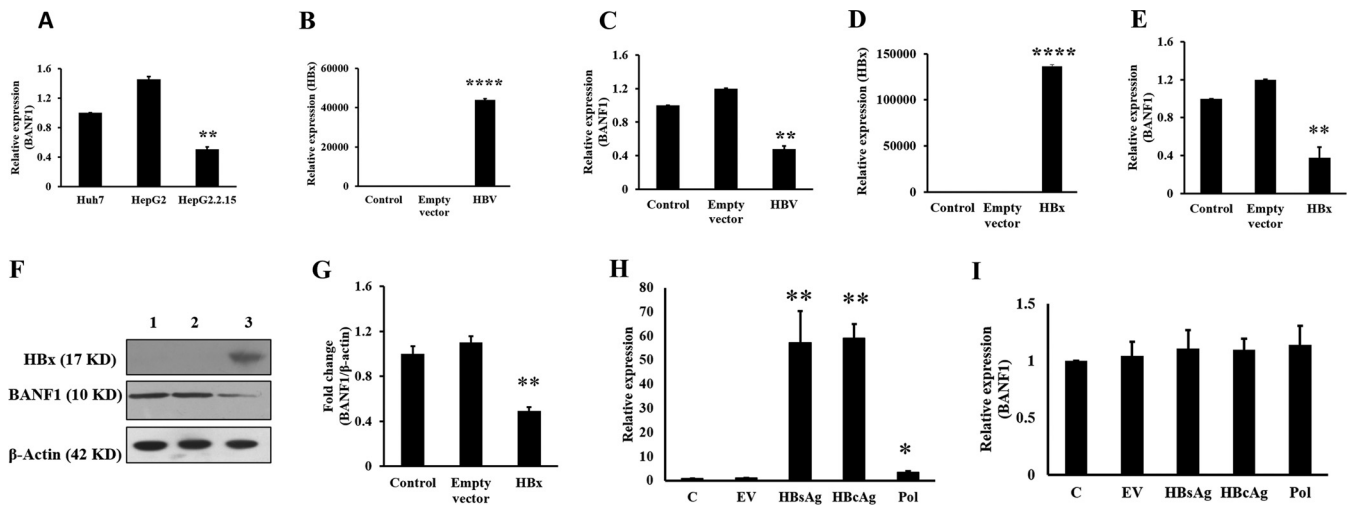 A
Relative expression
(BANF1)
1.6
1.2
0.8
0.4
0
**
Huh7 HepG2 HepG2.2.15
B
Relative expression (HBx)
60000
40000
20000
0
****
Control Empty HBV
vector
C
Relative expression
(BANF1)
1.6
1.2
0.8
0.4
0
**
Control Empty HBV
vector
D
Relative expression (HBx)
150000
100000
50000
0
****
Control Empty HBx
vector
E
Relative expression
(BANF1)
1.6
1.2
0.8
0.4
0
**
Control Empty HBx
vector
F
1 2 3
HBx (17 KD)
BANF1 (10 KD)
β-Actin (42 KD)
G
Fold change
(BANF1/β-actin)
1.6
1.2
0.8
0.4
0
**
Control Empty HBx
vector
H
Relative expression
80
70
60
50
40
30
20
10
0
** **
*
C EV HBsAg HBcAg Pol
I
Relative expression
(BANF1)
1.5
1
0.5
0
C EV HBsAg HBcAg Pol